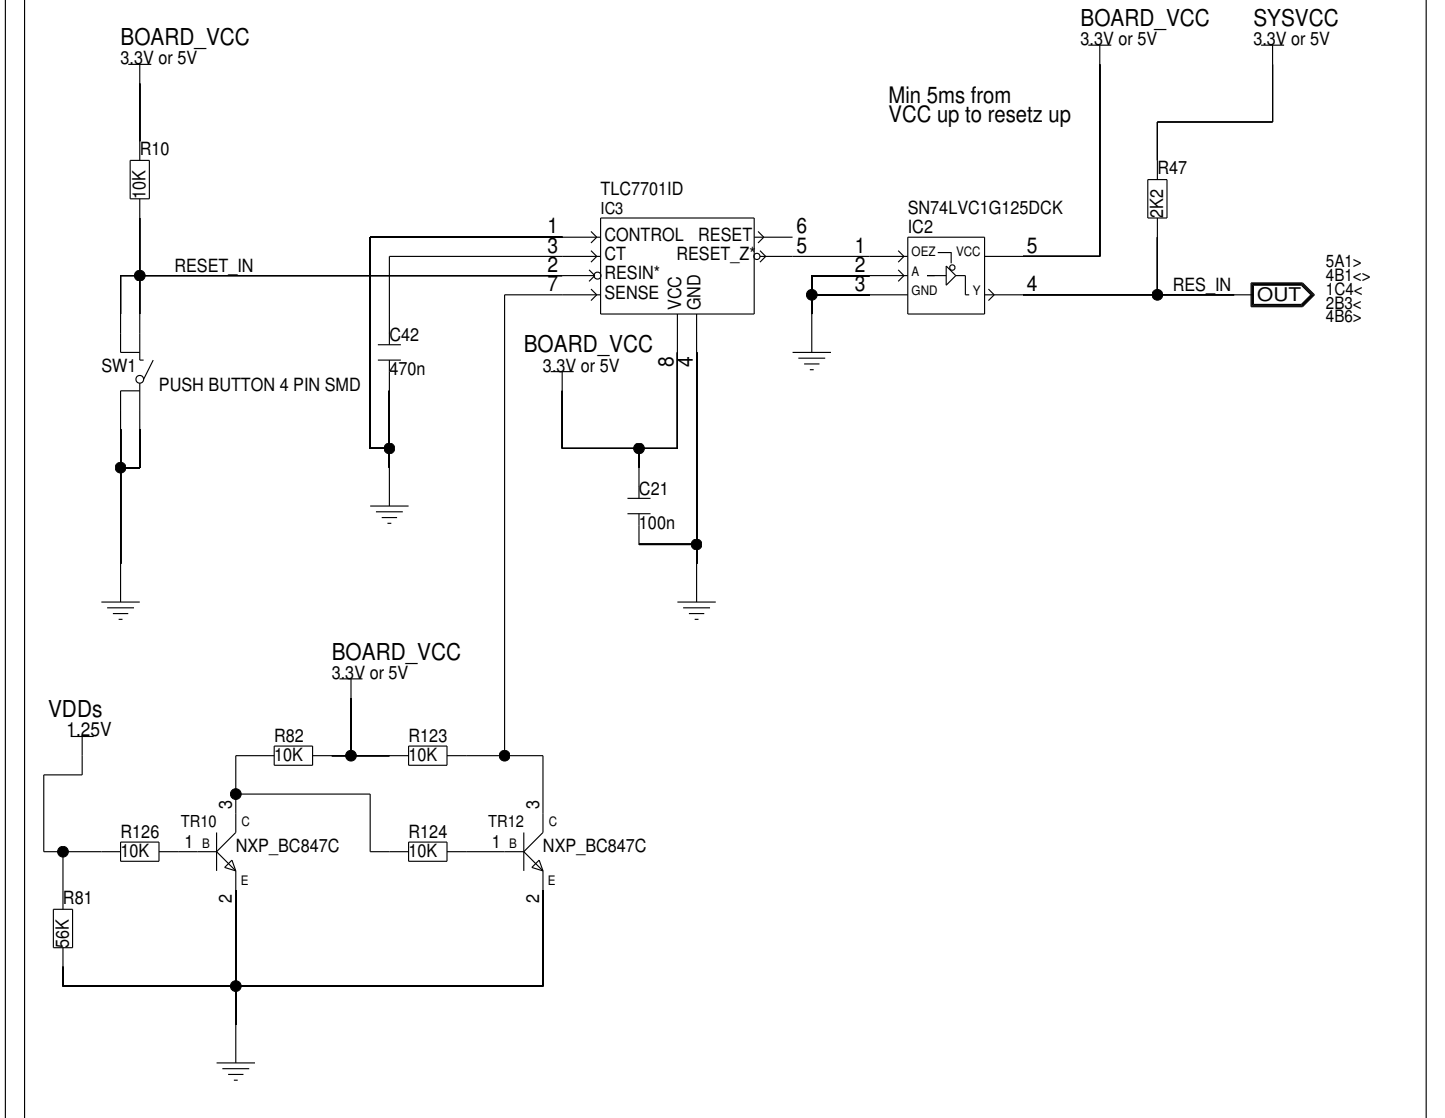 BOARD_VCC
3.3V or 5V
R10
10K
RESET_IN
SW1
PUSH BUTTON 4 PIN SMD
C42
470n
TLC7701ID
IC3
1
3
2
7
CONTROL
CT
RESIN*
SENSE
RESET
RESET_Z*
VCC
GND
6
5
8
4
BOARD_VCC
3.3V or 5V
C21
100n
Min 5ms from
VCC up to resetz up
BOARD_VCC
3.3V or 5V
SYSVCC
3.3V or 5V
R47
2K2
SN74LVC1G125DCK
IC2
1
2
3
OEZ
A
GND
VCC
Y
5
4
RES_IN
OUT
5A1>
4B1<>
1C4<
2B3<
4B6>
BOARD_VCC
3.3V or 5V
VDDs
1.25V
R82
10K
R123
10K
R126
10K
TR10
1
B
3
C
NXP_BC847C
E
2
R124
10K
TR12
1
B
3
C
NXP_BC847C
E
2
R81
56K